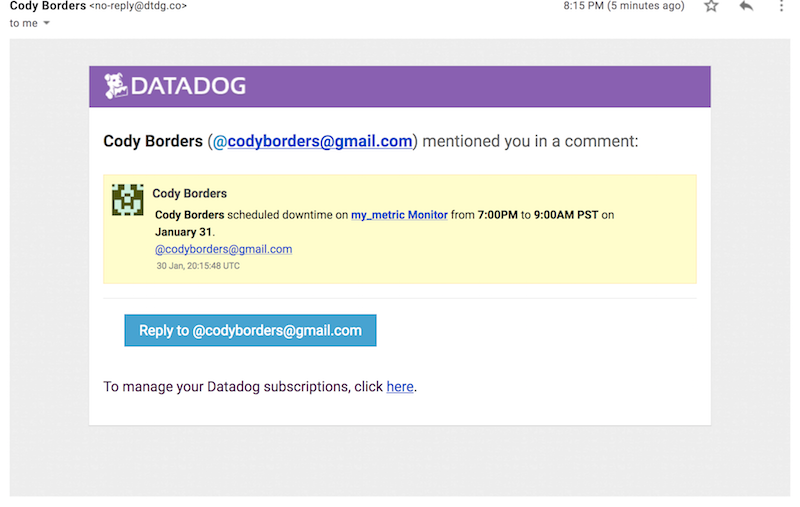 Cody Borders <no-reply@dtdg.co> 8:15 PM (5 minutes ago)
to me
DATADOG
Cody Borders (@codyborders@gmail.com) mentioned you in a comment:
Cody Borders
Cody Borders scheduled downtime on my_metric Monitor from 7:00PM to 9:00AM PST on
January 31.
@codyborders@gmail.com
30 Jan, 20:15:48 UTC
Reply to @codyborders@gmail.com
To manage your Datadog subscriptions, click here.